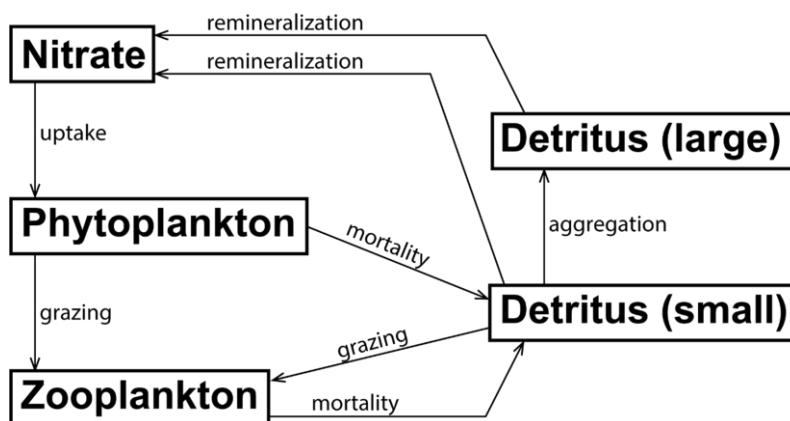 remineralization
Nitrate
remineralization
uptake
Detritus (large)
Phytoplankton
mortality
aggregation
Detritus (small)
grazing
grazing
Zooplankton
mortality